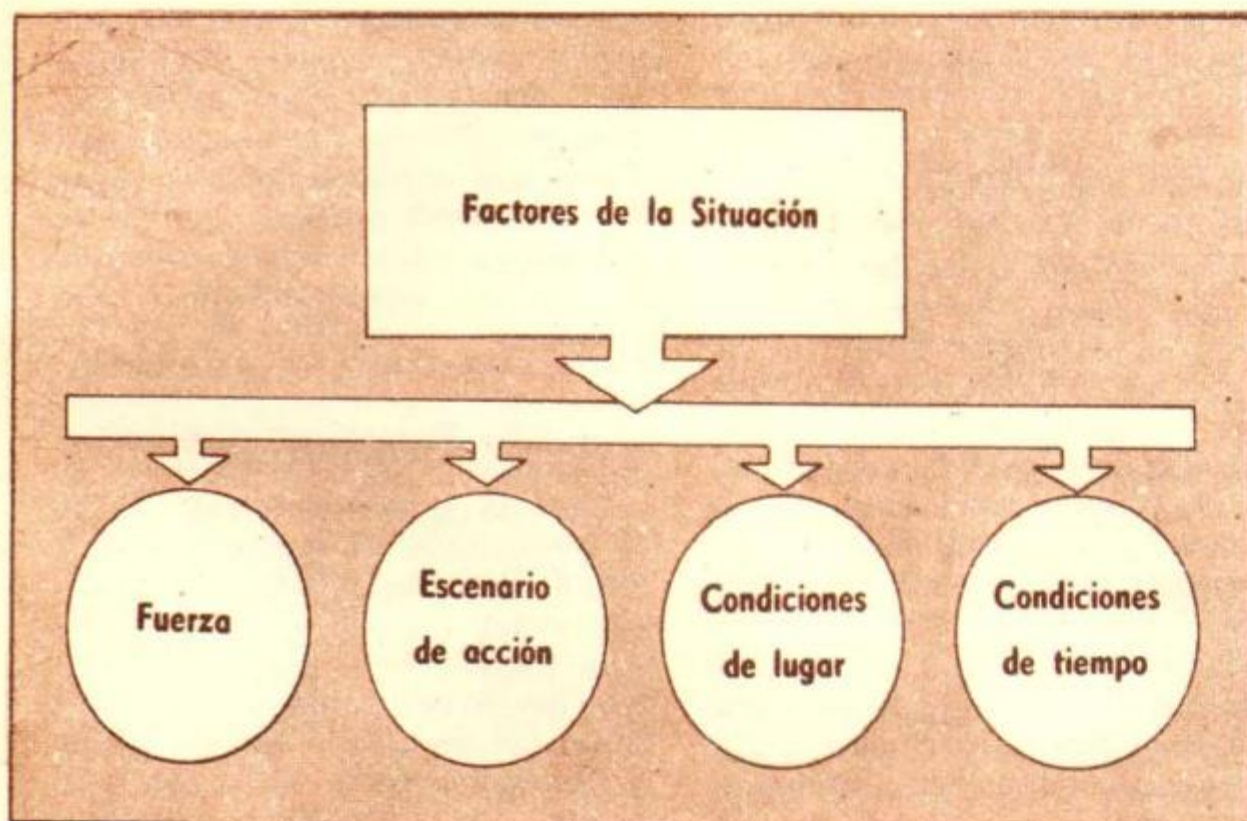 Factores de la Situación
Fuerza
Escenario
de acción
Condiciones
de lugar
Condiciones
de tiempo